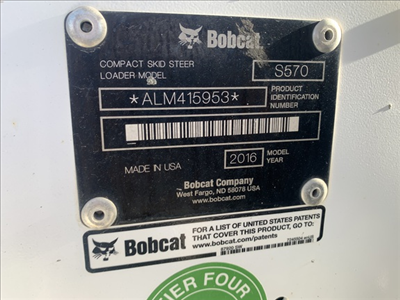 Bobcat
COMPACT SKID STEER
LOADER MODEL
S570
*ALM415953*
PRODUCT
IDENTIFICATION
NUMBER
MADE IN USA
2016
MODEL
YEAR
Bobcat Company
West Fargo, ND 58078 USA
www.bobcat.com
Bobcat
FOR A LIST OF UNITED STATES PATENTS
THAT COVER THIS PRODUCT, GO TO:
www.bobcat.com/patents
TIER FOUR